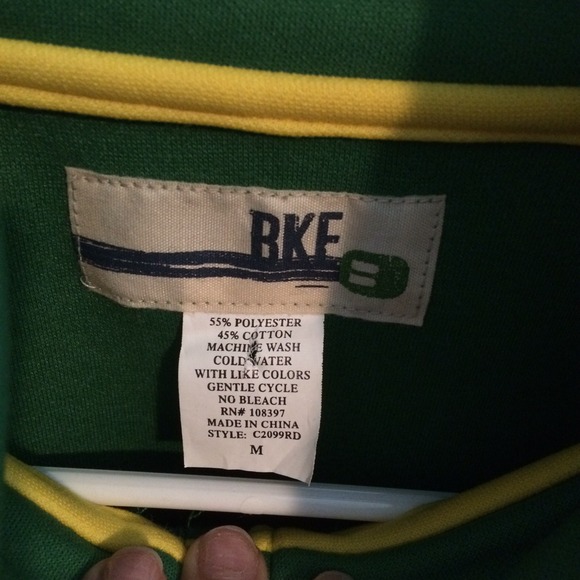 BKE
55% POLYESTER
45% COTTON
MACHINE WASH
COLD WATER
WITH LIKE COLORS
GENTLE CYCLE
NO BLEACH
RN# 108397
MADE IN CHINA
STYLE: C2099RD
M